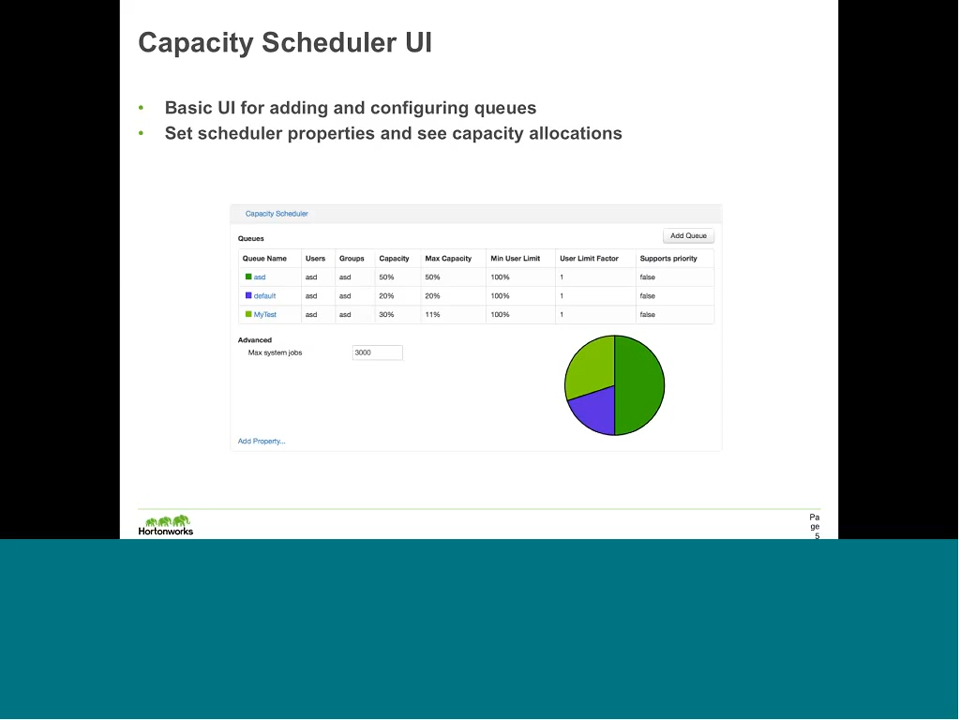 Capacity Scheduler UI
• Basic UI for adding and configuring queues
• Set scheduler properties and see capacity allocations
Capacity Scheduler
Queues
Add Queue
Queue Name Users Groups Capacity Max Capacity Min User Limit User Limit Factor Supports priority
asd asd asd 50% 50% 100% 1 false
default asd asd 20% 20% 100% 1 false
MyTest asd asd 30% 11% 100% 1 false
Advanced
Max system jobs 3000
Add Property...
Hortonworks
Pa
ge
5